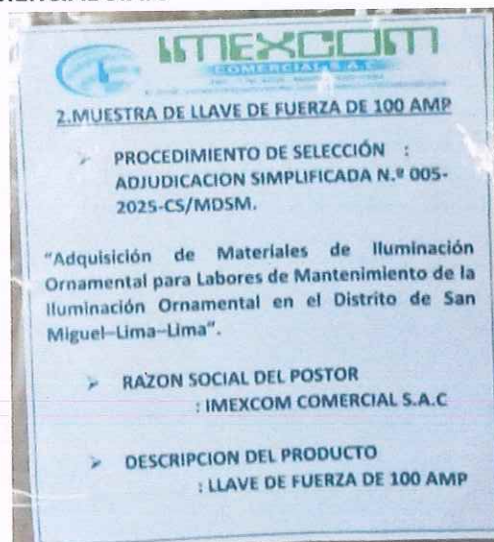 IMEXCOM
COMERCIAL S.A.C
2.MUESTRA DE LLAVE DE FUERZA DE 100 AMP
➢ PROCEDIMIENTO DE SELECCIÓN :
ADJUDICACION SIMPLIFICADA N.º 005-
2025-CS/MDSM.
"Adquisición de Materiales de Iluminación
Ornamental para Labores de Mantenimiento de la
Iluminación Ornamental en el Distrito de San
Miguel–Lima–Lima".
➢ RAZON SOCIAL DEL POSTOR
: IMEXCOM COMERCIAL S.A.C
➢ DESCRIPCION DEL PRODUCTO
: LLAVE DE FUERZA DE 100 AMP